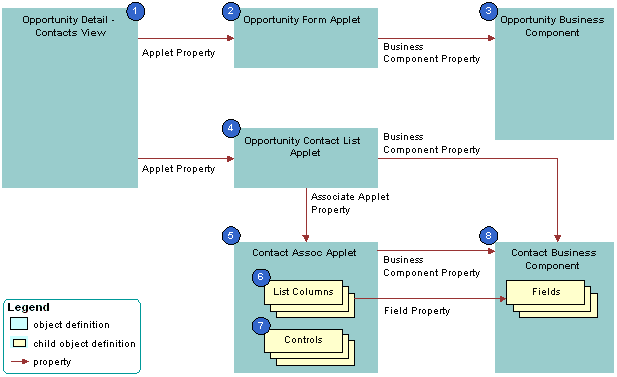 1
Opportunity Detail -
Contacts View
2
Opportunity Form Applet
3
Opportunity Business
Component
Applet Property
Business
Component Property
4
Opportunity Contact List
Applet
Business
Component Property
Applet Property
Associate Applet
Property
5
Contact Assoc Applet
8
Contact Business
Component
Business
Component Property
6
List Columns
Fields
Field Property
7
Controls
Legend
object definition
child object definition
property